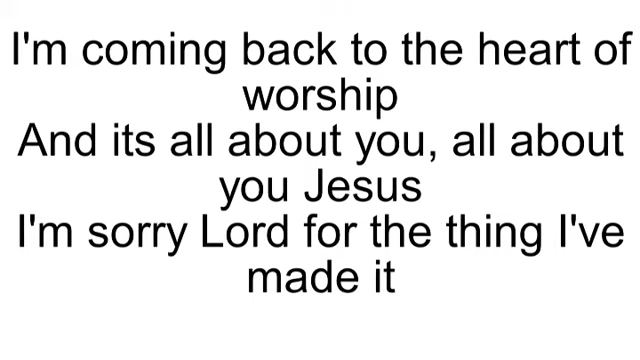 I'm coming back to the heart of
worship
And its all about you, all about
you Jesus
I'm sorry Lord for the thing I've
made it